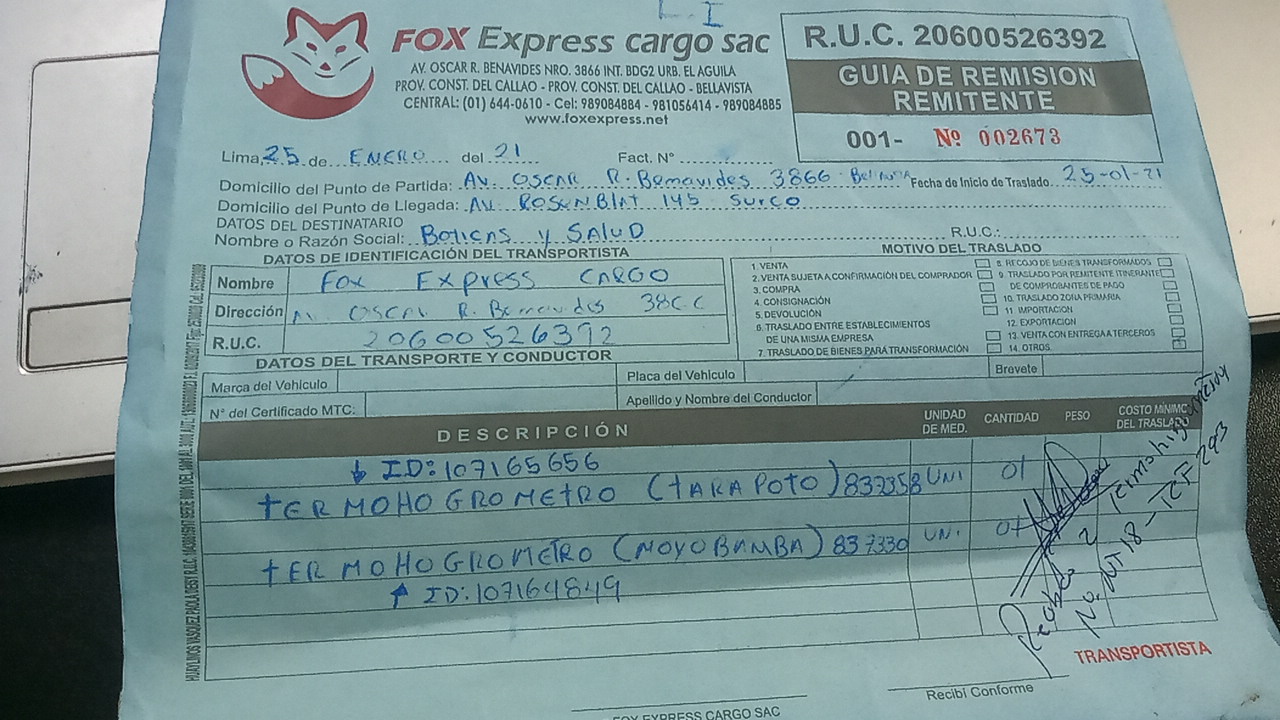 FOX Express cargo sac
AV. OSCAR R. BENAVIDES NRO. 3866 INT. BDG2 URB. EL AGUILA
PROV. CONST. DEL CALLAO - PROV. CONST. DEL CALLAO - BELLAVISTA
CENTRAL: (01) 644-0610 - Cel: 989084884 - 981056414 - 989084885
www.foxexpress.net
R.U.C. 20600526392
GUIA DE REMISION
REMITENTE
001- Nº 002673
Lima, 25 de ENERO del 21 Fact. N°
Domicilio del Punto de Partida: AV. OSCAR R. Benavides 3866 Fecha de Inicio de Traslado 25-01-21
Domicilio del Punto de Llegada: AV. ROSENBLAT 145 SURCO
DATOS DEL DESTINATARIO
Nombre o Razón Social: BOTICAS Y SALUD R.U.C.:
DATOS DE IDENTIFICACIÓN DEL TRANSPORTISTA
Nombre FOX Express CARGO
Dirección Av. OSCAR R. Benavides
R.U.C. 20600526392
MOTIVO DEL TRASLADO
1. VENTA
2. VENTA SUJETA A CONFIRMACIÓN DEL COMPRADOR
3. COMPRA
4. CONSIGNACIÓN
5. DEVOLUCIÓN
6. TRASLADO ENTRE ESTABLECIMIENTOS
DE UNA MISMA EMPRESA
7. TRASLADO DE BIENES PARA TRANSFORMACIÓN
8. RECOJO DE BIENES TRANSFORMADOS
9. TRASLADO POR REMITENTE ITINERANTE
DE COMPROBANTES DE PAGO
10. TRASLADO ZONA PRIMARIA
11. IMPORTACION
12. EXPORTACION
13. VENTA CON ENTREGA A TERCEROS
14. OTROS
DATOS DEL TRANSPORTE Y CONDUCTOR
Marca del Vehículo
Placa del Vehículo
Brevete
N° del Certificado MTC:
Apellido y Nombre del Conductor
DESCRIPCIÓN UNIDAD DE MED. CANTIDAD PESO COSTO MÍNIMO DEL TRASLADO
↓ ID: 107165656
TERMOHOGROMETRO (TARAPOTO) 837358 UNI 01
TERMOHOGROMETRO (MOYOBAMBA) 837330 UNI 01
↑ ID: 107164849
TRANSPORTISTA
FOX EXPRESS CARGO SAC
Recibí Conforme